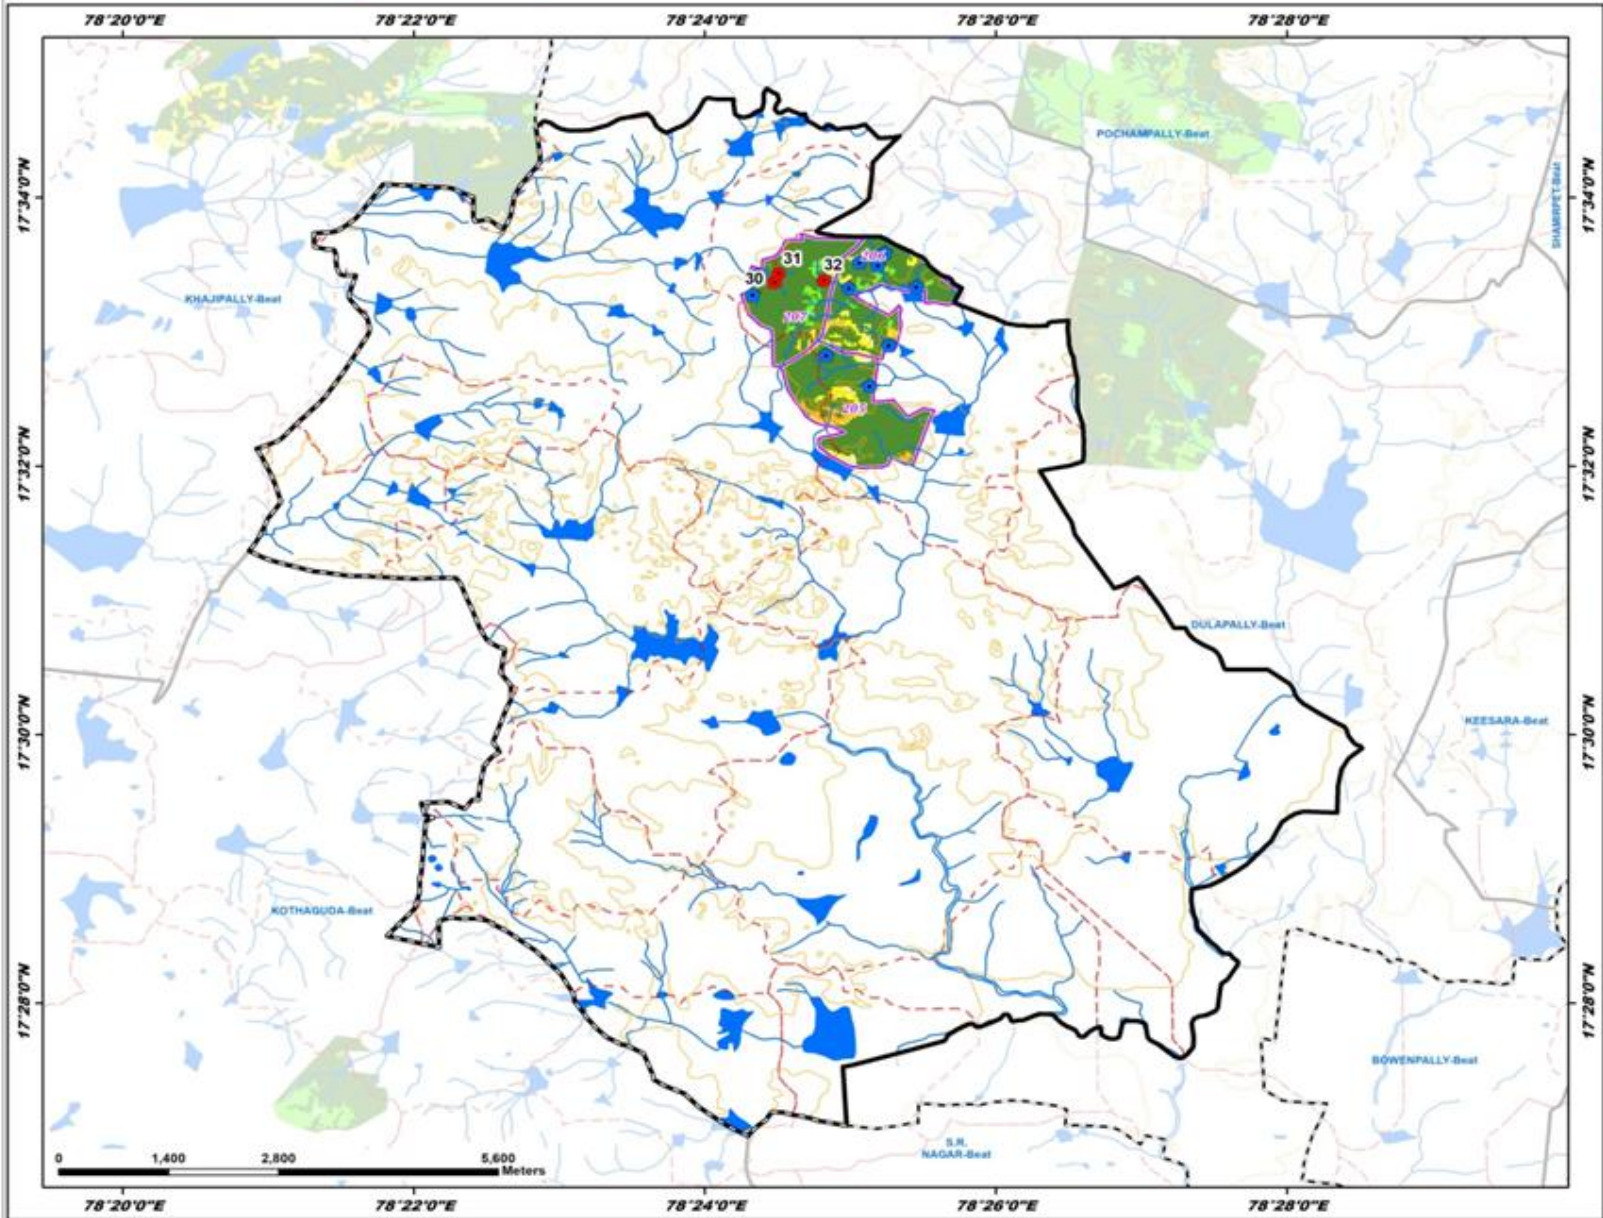 78°20'0"E 78°22'0"E 78°24'0"E 78°26'0"E 78°28'0"E
POCHAMPALLY-Beat
17°34'0"N
SHAMIRPET-Beat
17°34'0"N
31
206
30
32
KHAJIPALLY-Beat
207
205
17°32'0"N
17°32'0"N
DULAPALLY-Beat
17°30'0"N
KEESARA-Beat
17°30'0"N
KOTHAGUDA-Beat
17°28'0"N
17°28'0"N
BOWENPALLY-Beat
S.R.
NAGAR-Beat
0 1,400 2,800 5,600
Meters
78°20'0"E 78°22'0"E 78°24'0"E 78°26'0"E 78°28'0"E